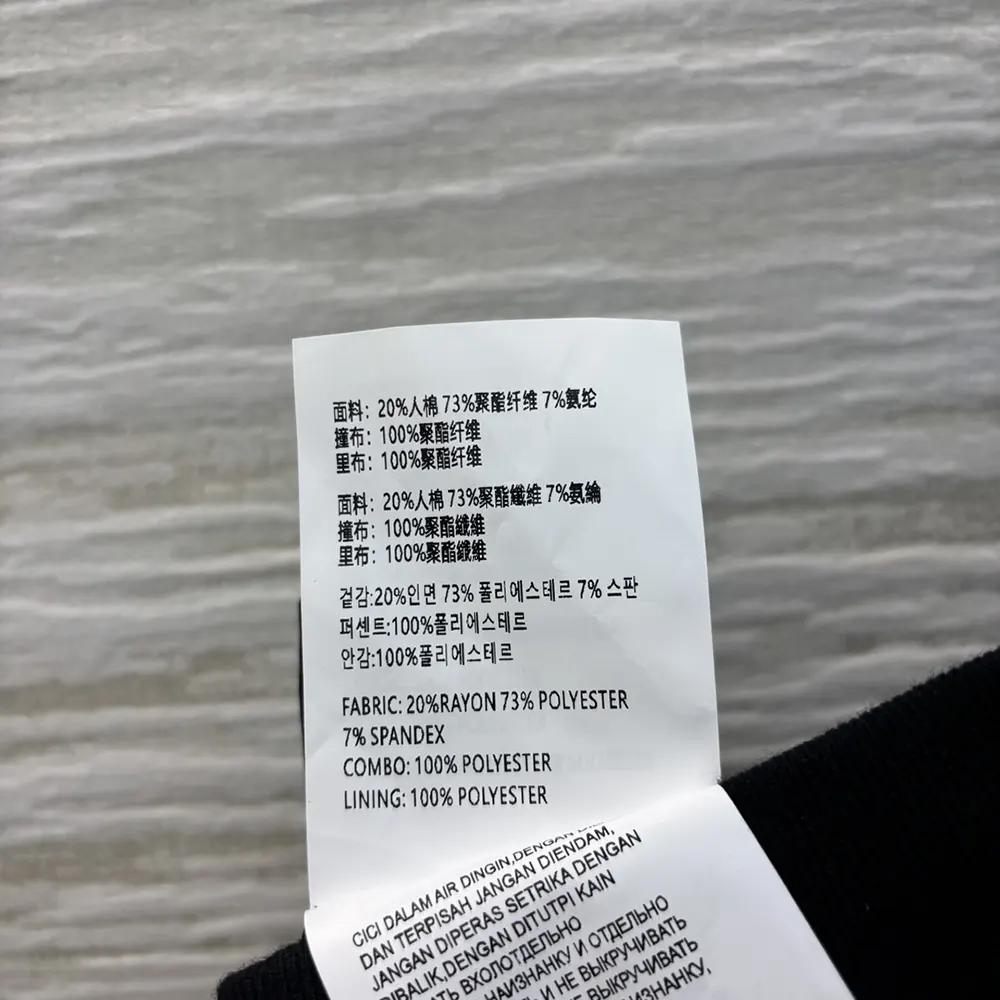 面料：20%人棉 73%聚酯纤维 7%氨纶
撞布：100%聚酯纤维
里布：100%聚酯纤维
面料：20%人棉 73%聚酯纖維 7%氨綸
撞布：100%聚酯纖維
里布：100%聚酯纖維
겉감:20%인면 73% 폴리에스테르 7% 스판
퍼센트:100%폴리에스테르
안감:100%폴리에스테르
FABRIC: 20%RAYON 73% POLYESTER
7% SPANDEX
COMBO: 100% POLYESTER
LINING: 100% POLYESTER
CICI DALAM AIR DINGIN,DENGAN
DAN TERPISAH JANGAN DIENDAM,
JANGAN DIPERAS SETRIKA DENGAN
DIBALIK,DENGAN DITUTPI KAIN
ВХОЛОТДЕЛЬНО
НАИЗНАНКУ И ОТДЕЛЬНО
И НЕ ВЫКРУЧИВАТЬ
ВЫКРУЧИВАТЬ